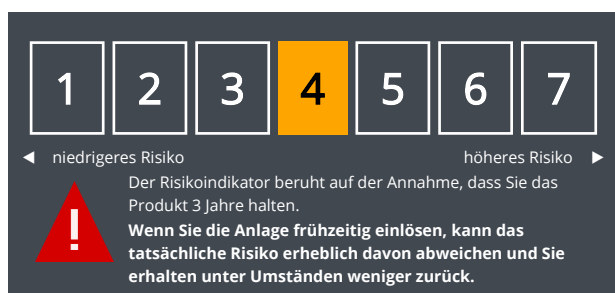 1 2 3 4 5 6 7
niedrigeres Risiko höheres Risiko
Der Risikoindikator beruht auf der Annahme, dass Sie das
Produkt 3 Jahre halten.
Wenn Sie die Anlage frühzeitig einlösen, kann das
tatsächliche Risiko erheblich davon abweichen und Sie
erhalten unter Umständen weniger zurück.
!